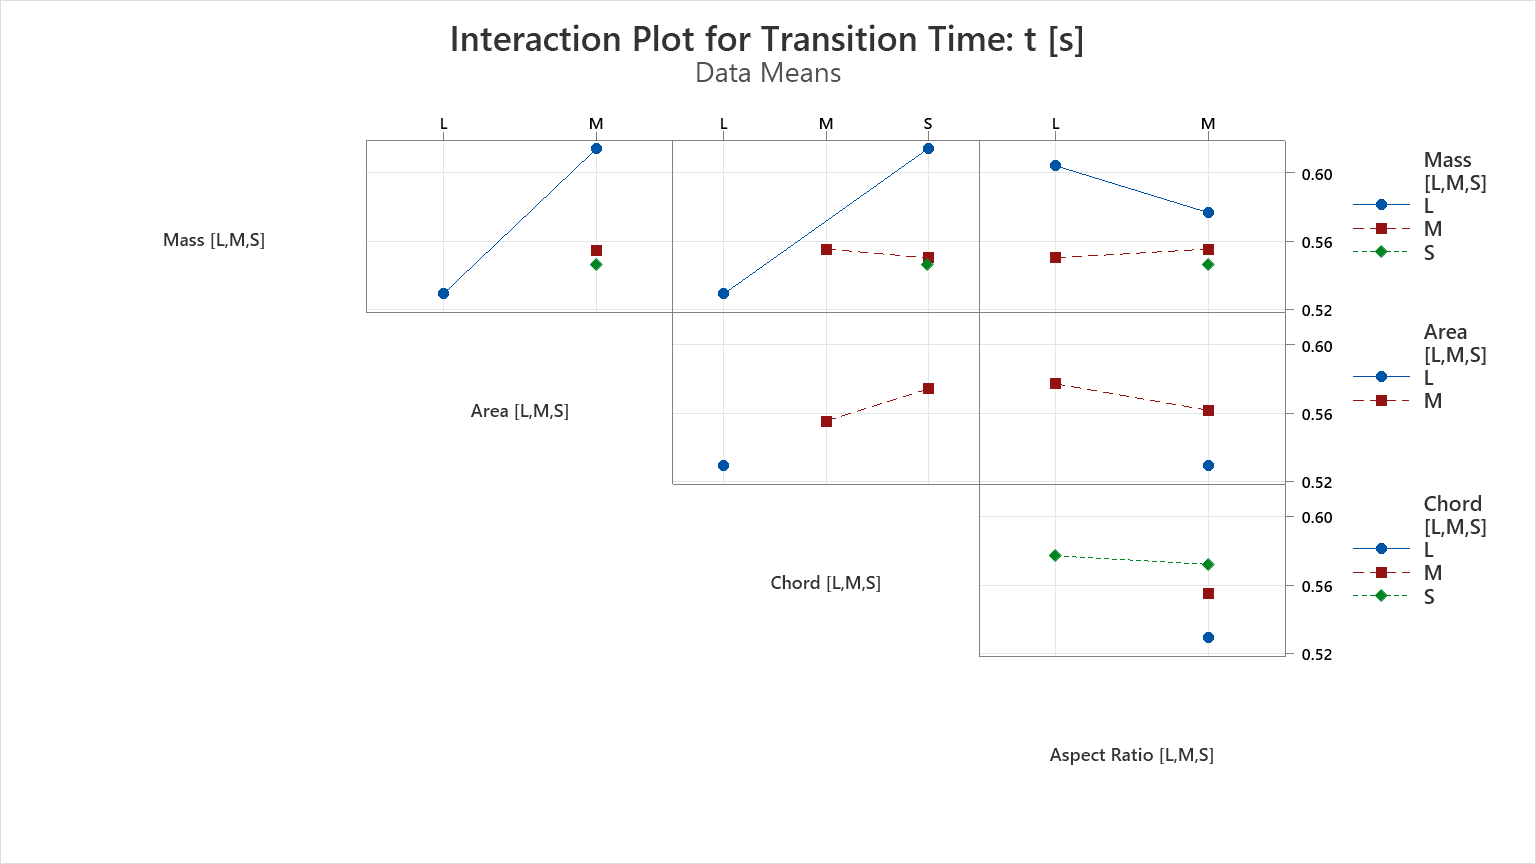 Interaction Plot for Transition Time: t [s]
Data Means
L M L M S L M
Mass [L,M,S]
0.60
0.56
0.52
Mass
[L,M,S]
L
M
S
Area [L,M,S]
0.60
0.56
0.52
Area
[L,M,S]
L
M
Chord [L,M,S]
0.60
0.56
0.52
Chord
[L,M,S]
L
M
S
Aspect Ratio [L,M,S]